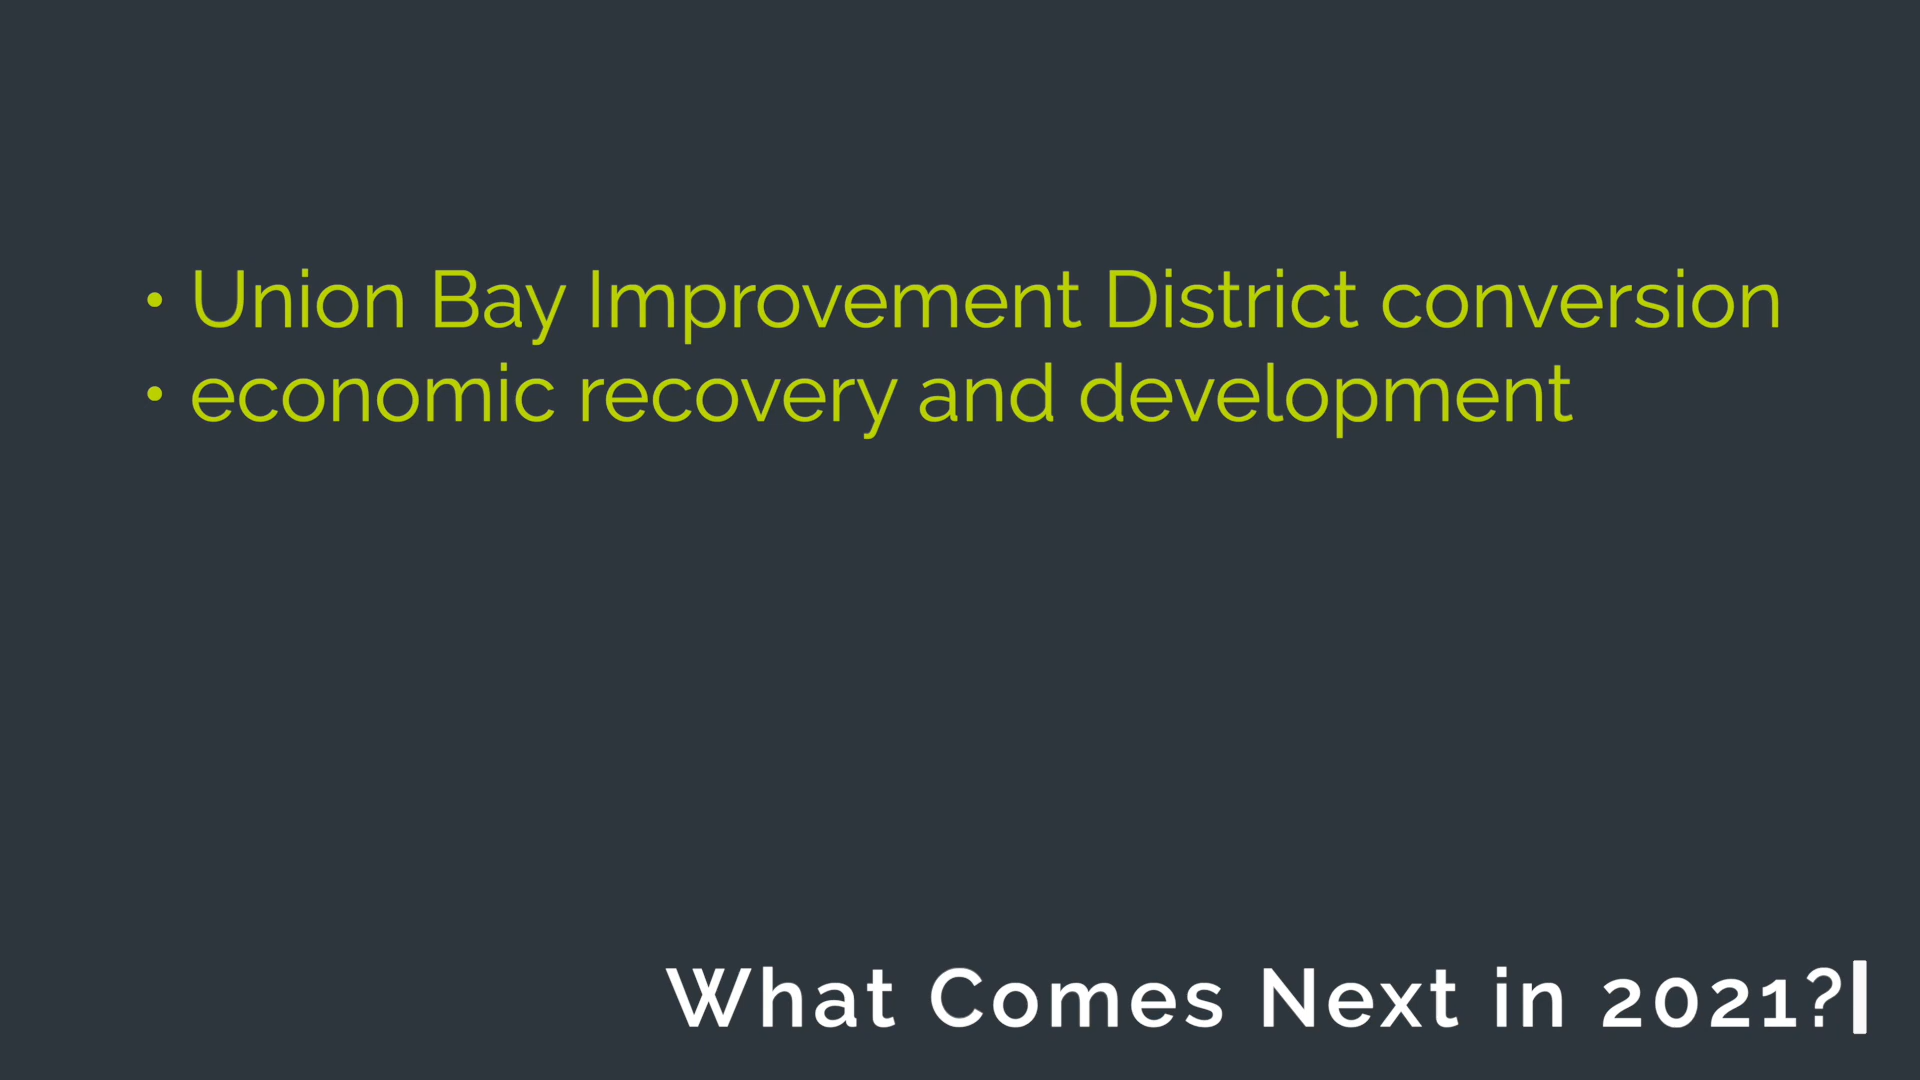 • Union Bay Improvement District conversion
• economic recovery and development
What Comes Next in 2021?